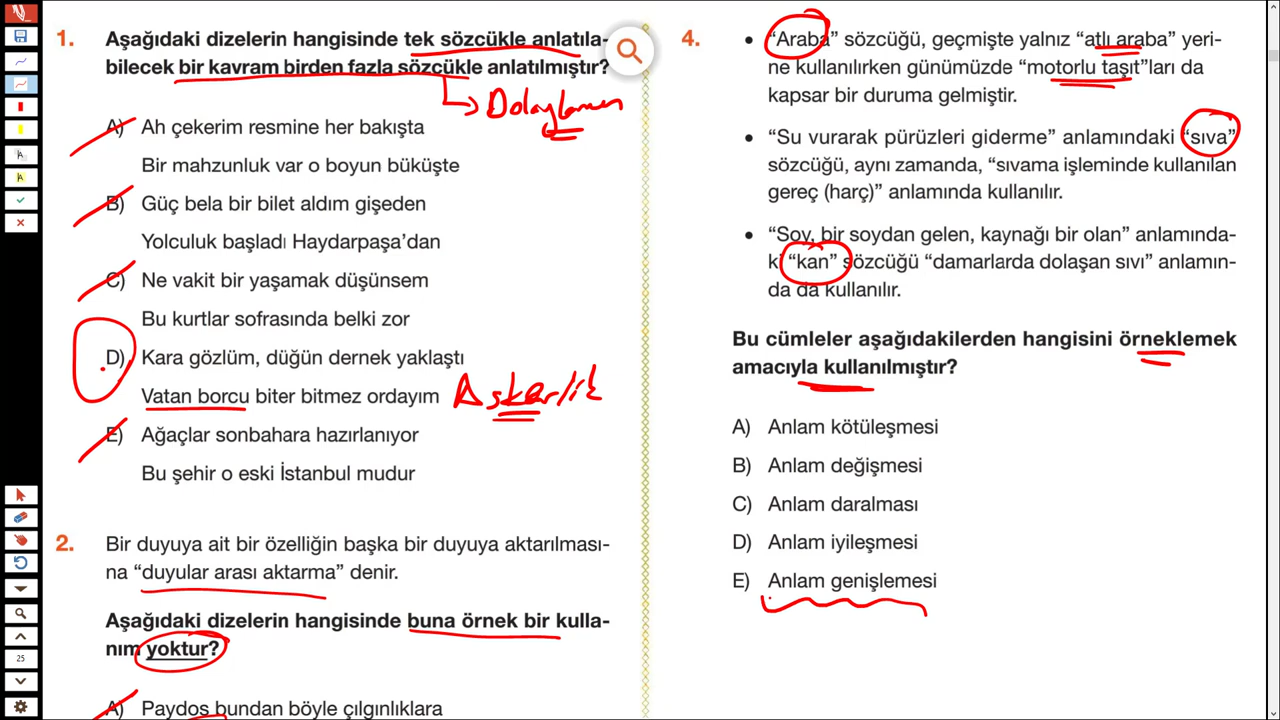 1. Aşağıdaki dizelerin hangisinde tek sözcükle anlatıla-
bilecek bir kavram birden fazla sözcükle anlatılmıştır?
Dolaylama
A) Ah çekerim resmine her bakışta
Bir mahzunluk var o boyun büküşte
B) Güç bela bir bilet aldım gişeden
Yolculuk başladı Haydarpaşa’dan
C) Ne vakit bir yaşamak düşünsem
Bu kurtlar sofrasında belki zor
D) Kara gözlüm, düğün dernek yaklaştı
Vatan borcu biter bitmez ordayım Askerlik
E) Ağaçlar sonbahara hazırlanıyor
Bu şehir o eski İstanbul mudur
2. Bir duyuya ait bir özelliğin başka bir duyuya aktarılması-
na “duyular arası aktarma” denir.
Aşağıdaki dizelerin hangisinde buna örnek bir kulla-
nım yoktur?
A) Paydos bundan böyle çılgınlıklara
4. • “Araba” sözcüğü, geçmişte yalnız “atlı araba” yeri-
ne kullanılırken günümüzde “motorlu taşıt”ları da
kapsar bir duruma gelmiştir.
• “Su vurarak pürüzleri giderme” anlamındaki “sıva”
sözcüğü, aynı zamanda, “sıvama işleminde kullanılan
gereç (harç)” anlamında kullanılır.
• “Soy, bir soydan gelen, kaynağı bir olan” anlamında-
ki “kan” sözcüğü “damarlarda dolaşan sıvı” anlamın-
da da kullanılır.
Bu cümleler aşağıdakilerden hangisini örneklemek
amacıyla kullanılmıştır?
A) Anlam kötüleşmesi
B) Anlam değişmesi
C) Anlam daralması
D) Anlam iyileşmesi
E) Anlam genişlemesi
25